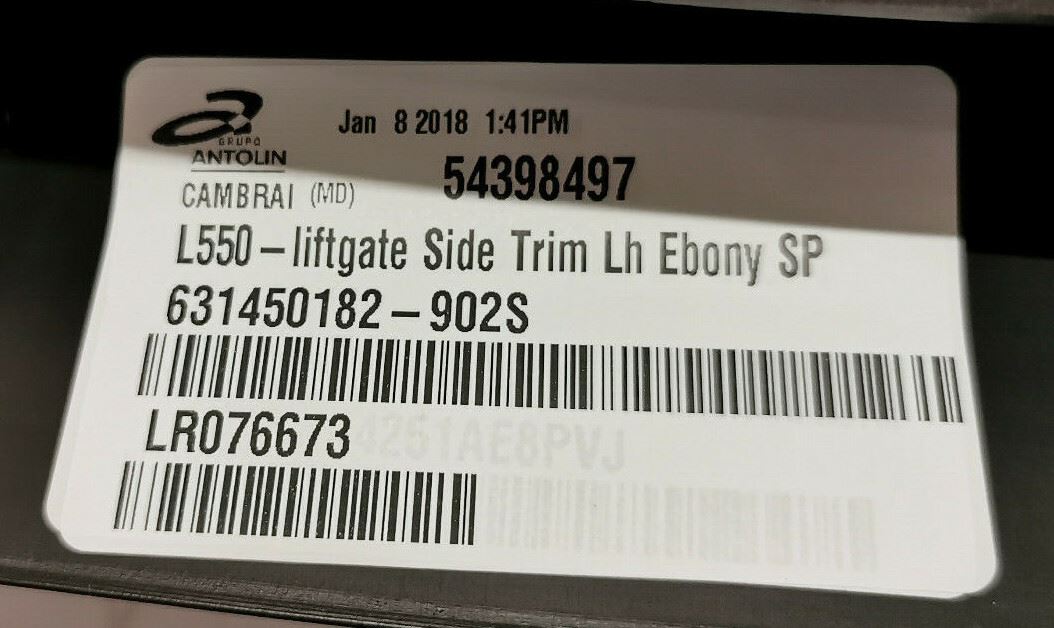 GRUPO
ANTOLIN
Jan 8 2018 1:41PM
54398497
CAMBRAI (MD)
L550-liftgate Side Trim Lh Ebony SP
631450182-902S
LR076673
4261AE8PVJ